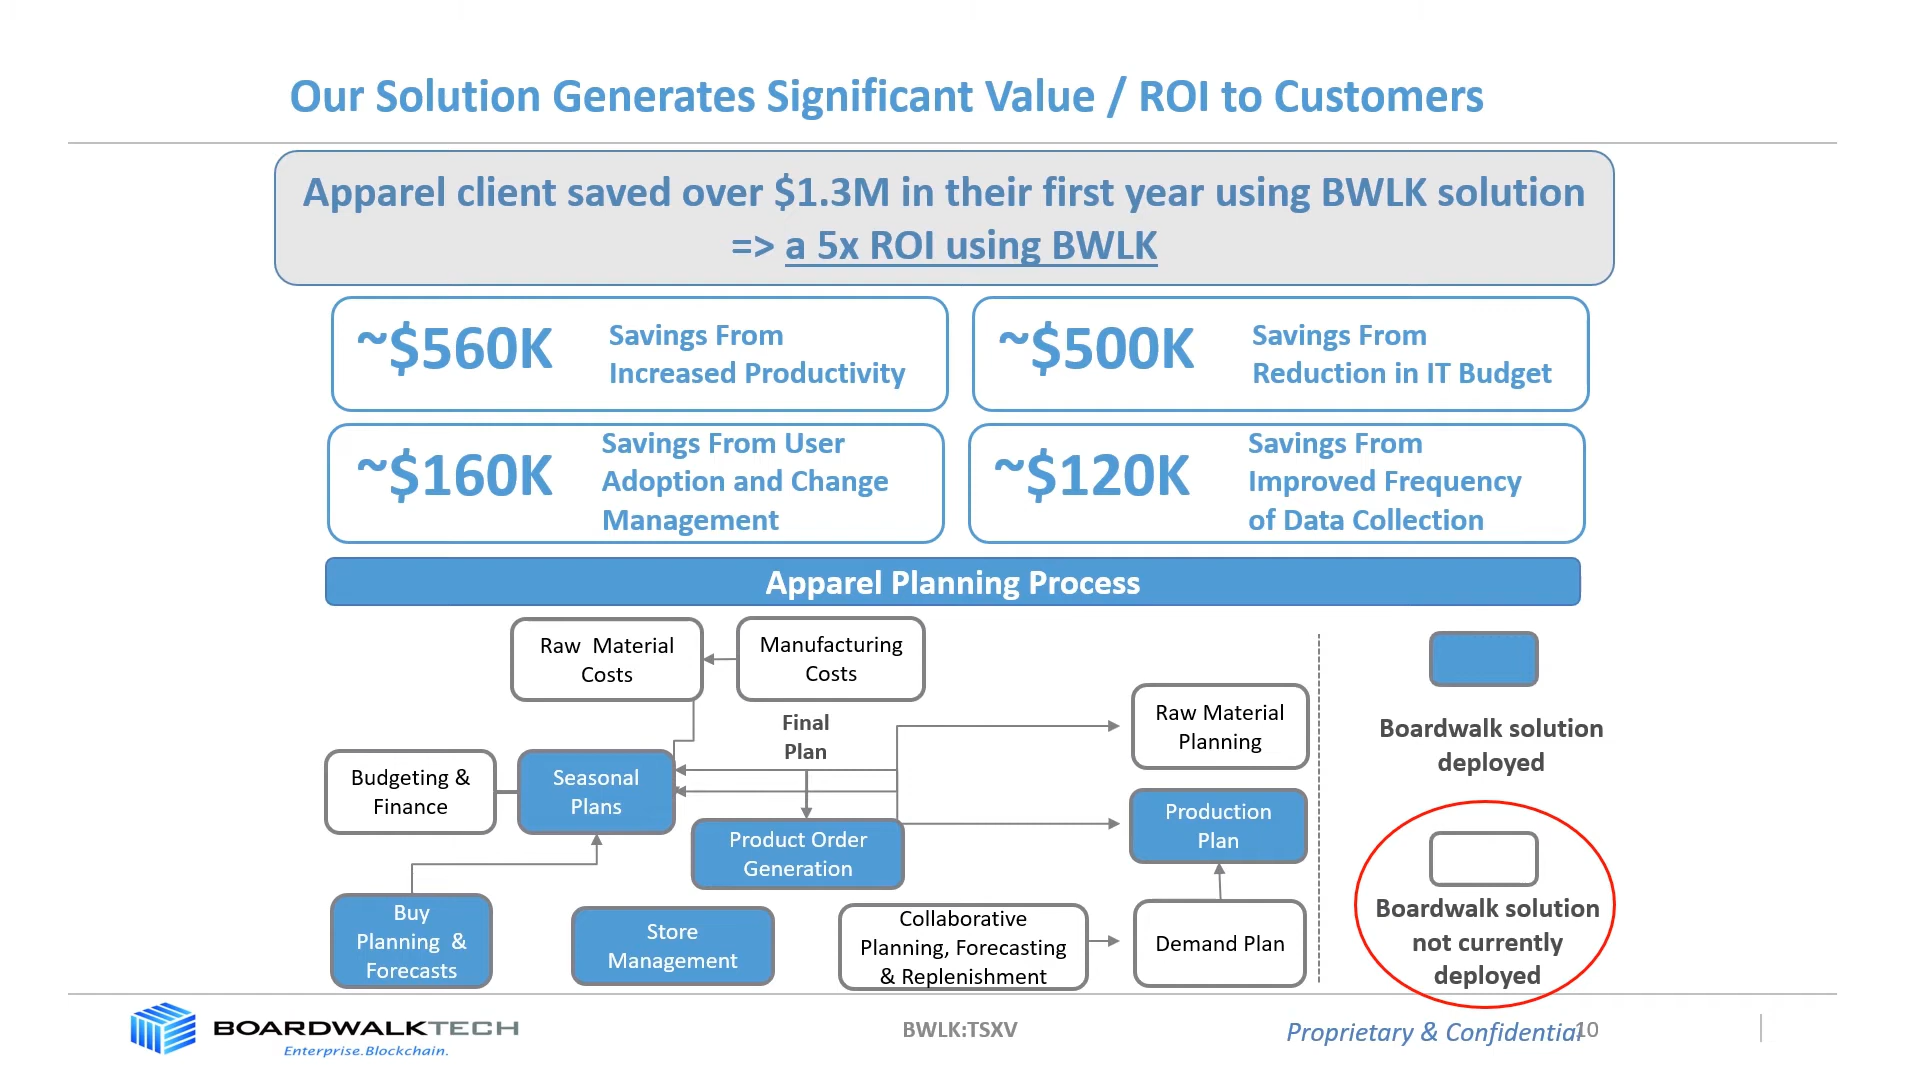 Our Solution Generates Significant Value / ROI to Customers
Apparel client saved over $1.3M in their first year using BWLK solution
=> a 5x ROI using BWLK
~$560K
Savings From
Increased Productivity
~$500K
Savings From
Reduction in IT Budget
~$160K
Savings From User
Adoption and Change
Management
~$120K
Savings From
Improved Frequency
of Data Collection
Apparel Planning Process
Raw Material
Costs
Manufacturing
Costs
Final
Plan
Raw Material
Planning
Budgeting &
Finance
Seasonal
Plans
Product Order
Generation
Production
Plan
Buy
Planning &
Forecasts
Store
Management
Collaborative
Planning, Forecasting
& Replenishment
Demand Plan
Boardwalk solution
deployed
Boardwalk solution
not currently
deployed
BOARDWALKTECH
Enterprise.Blockchain.
BWLK:TSXV
Proprietary & Confidential
10